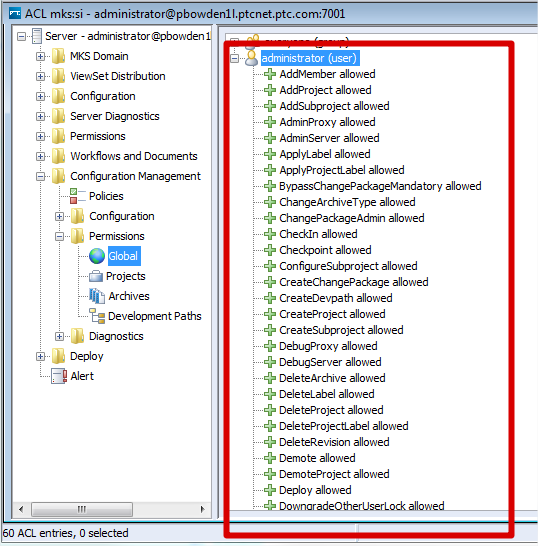 PTC ACL mks:si - administrator@pbowden1l.ptcnet.ptc.com:7001
Server - administrator@pbowden1
MKS Domain
ViewSet Distribution
Configuration
Server Diagnostics
Permissions
Workflows and Documents
Configuration Management
Policies
Configuration
Permissions
Global
Projects
Archives
Development Paths
Diagnostics
Deploy
Alert
everyone (group)
administrator (user)
AddMember allowed
AddProject allowed
AddSubproject allowed
AdminProxy allowed
AdminServer allowed
ApplyLabel allowed
ApplyProjectLabel allowed
BypassChangePackageMandatory allowed
ChangeArchiveType allowed
ChangePackageAdmin allowed
CheckIn allowed
Checkpoint allowed
ConfigureSubproject allowed
CreateChangePackage allowed
CreateDevpath allowed
CreateProject allowed
CreateSubproject allowed
DebugProxy allowed
DebugServer allowed
DeleteArchive allowed
DeleteLabel allowed
DeleteProject allowed
DeleteProjectLabel allowed
DeleteRevision allowed
Demote allowed
DemoteProject allowed
Deploy allowed
DowngradeOtherUserLock allowed
60 ACL entries, 0 selected